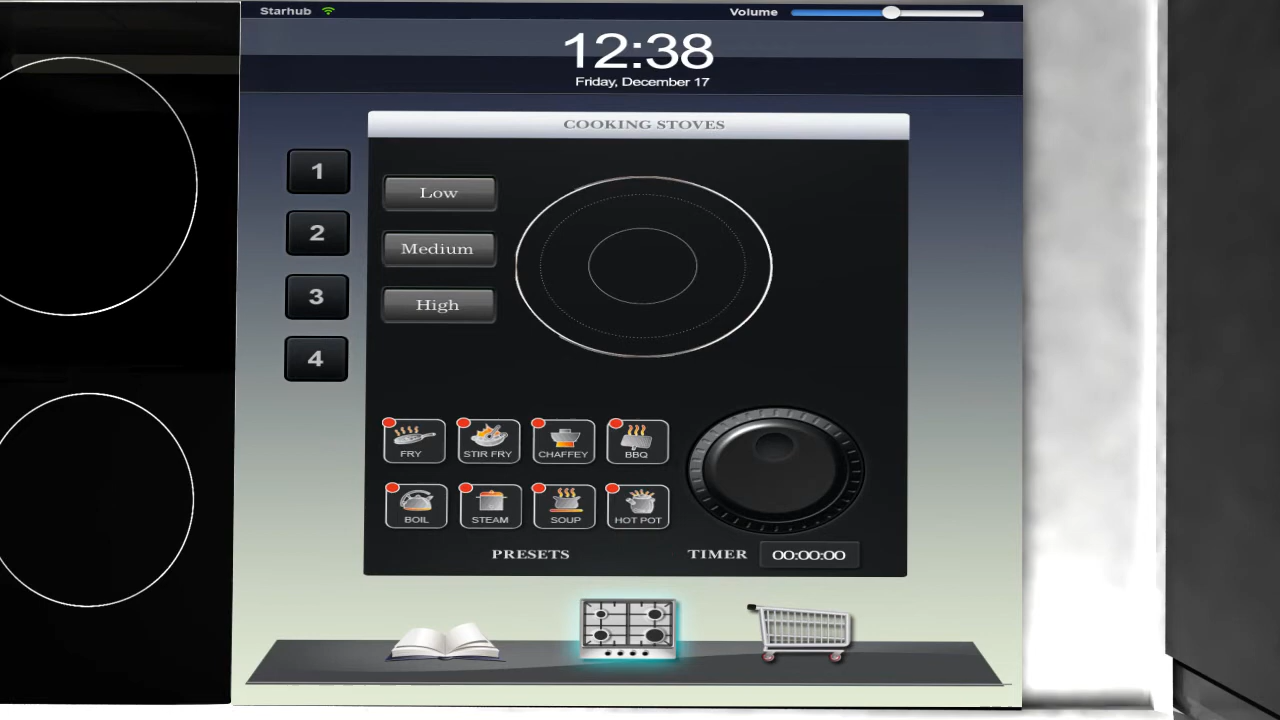 Starhub
Volume
12:38
Friday, December 17
COOKING STOVES
1
2
3
4
Low
Medium
High
FRY
STIR FRY
CHAFFEY
BBQ
BOIL
STEAM
SOUP
HOT POT
PRESETS
TIMER
00:00:00